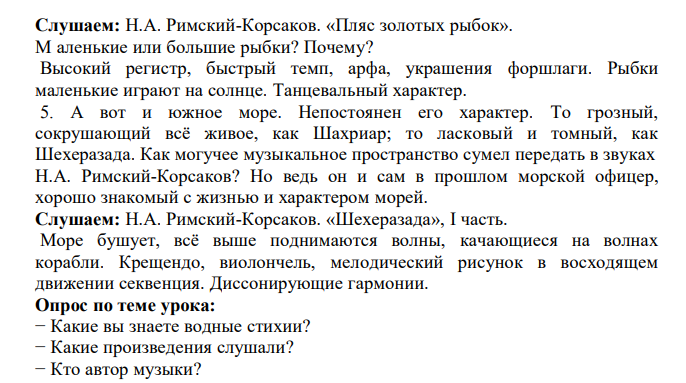 Слушаем: Н.А. Римский-Корсаков. «Пляс золотых рыбок».
М аленькие или большие рыбки? Почему?
Высокий регистр, быстрый темп, арфа, украшения форшлаги. Рыбки
маленькие играют на солнце. Танцевальный характер.
5. А вот и южное море. Непостоянен его характер. То грозный,
сокрушающий всё живое, как Шахриар; то ласковый и томный, как
Шехеразада. Как могучее музыкальное пространство сумел передать в звуках
Н.А. Римский-Корсаков? Но ведь он и сам в прошлом морской офицер,
хорошо знакомый с жизнью и характером морей.
Слушаем: Н.А. Римский-Корсаков. «Шехеразада», I часть.
Море бушует, всё выше поднимаются волны, качающиеся на волнах
корабли. Крещендо, виолончель, мелодический рисунок в восходящем
движении секвенция. Диссонирующие гармонии.
Опрос по теме урока:
− Какие вы знаете водные стихии?
− Какие произведения слушали?
− Кто автор музыки?